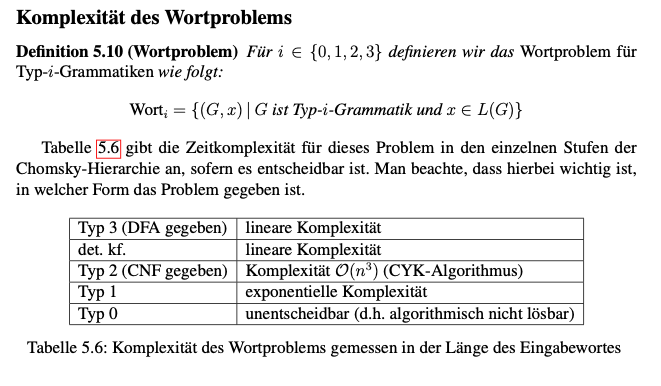 Komplexität des Wortproblems
Definition 5.10 (Wortproblem) Für i ∈ {0, 1, 2, 3} definieren wir das Wortproblem für
Typ-i-Grammatiken wie folgt:
Wort_i = {(G, x) | G ist Typ-i-Grammatik und x ∈ L(G)}
Tabelle 5.6 gibt die Zeitkomplexität für dieses Problem in den einzelnen Stufen der
Chomsky-Hierarchie an, sofern es entscheidbar ist. Man beachte, dass hierbei wichtig ist,
in welcher Form das Problem gegeben ist.
Typ 3 (DFA gegeben) lineare Komplexität
det. kf. lineare Komplexität
Typ 2 (CNF gegeben) Komplexität O(n³) (CYK-Algorithmus)
Typ 1 exponentielle Komplexität
Typ 0 unentscheidbar (d.h. algorithmisch nicht lösbar)
Tabelle 5.6: Komplexität des Wortproblems gemessen in der Länge des Eingabewortes